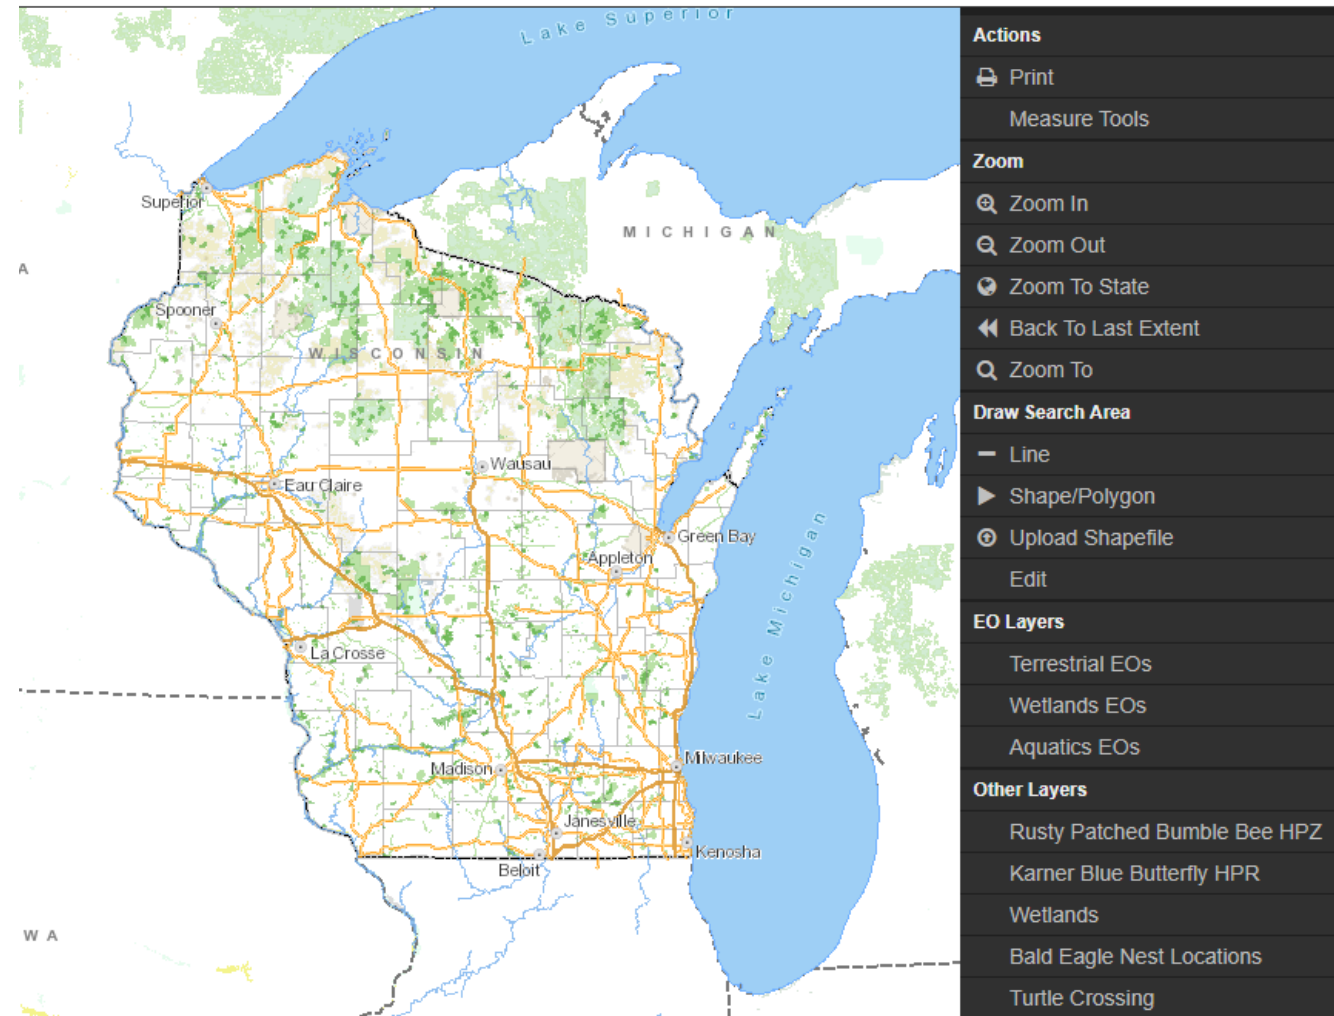 Lake Superior
Superior
MICHIGAN
A
Spooner
WISCONSIN
Wausau
Eau Claire
Green Bay
Appleton
Lake Michigan
La Crosse
Milwaukee
Madison
Janesville
Kenosha
Beloit
WA
Actions
Print
Measure Tools
Zoom
Zoom In
Zoom Out
Zoom To State
Back To Last Extent
Zoom To
Draw Search Area
Line
Shape/Polygon
Upload Shapefile
Edit
EO Layers
Terrestrial EOs
Wetlands EOs
Aquatics EOs
Other Layers
Rusty Patched Bumble Bee HPZ
Karner Blue Butterfly HPR
Wetlands
Bald Eagle Nest Locations
Turtle Crossing